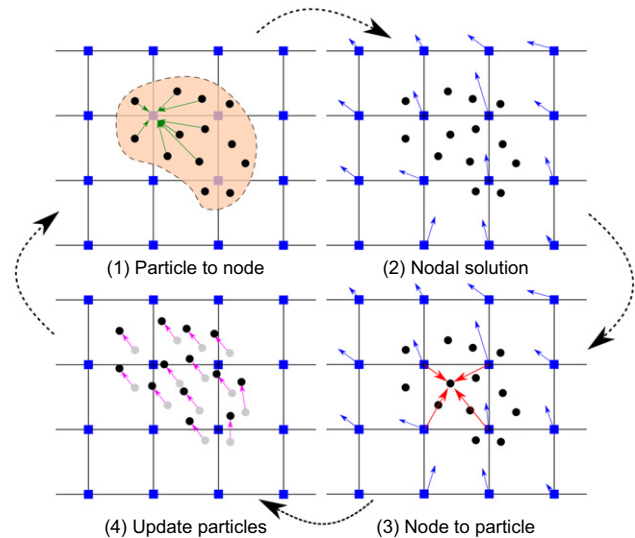 (1) Particle to node
(2) Nodal solution
(4) Update particles
(3) Node to particle